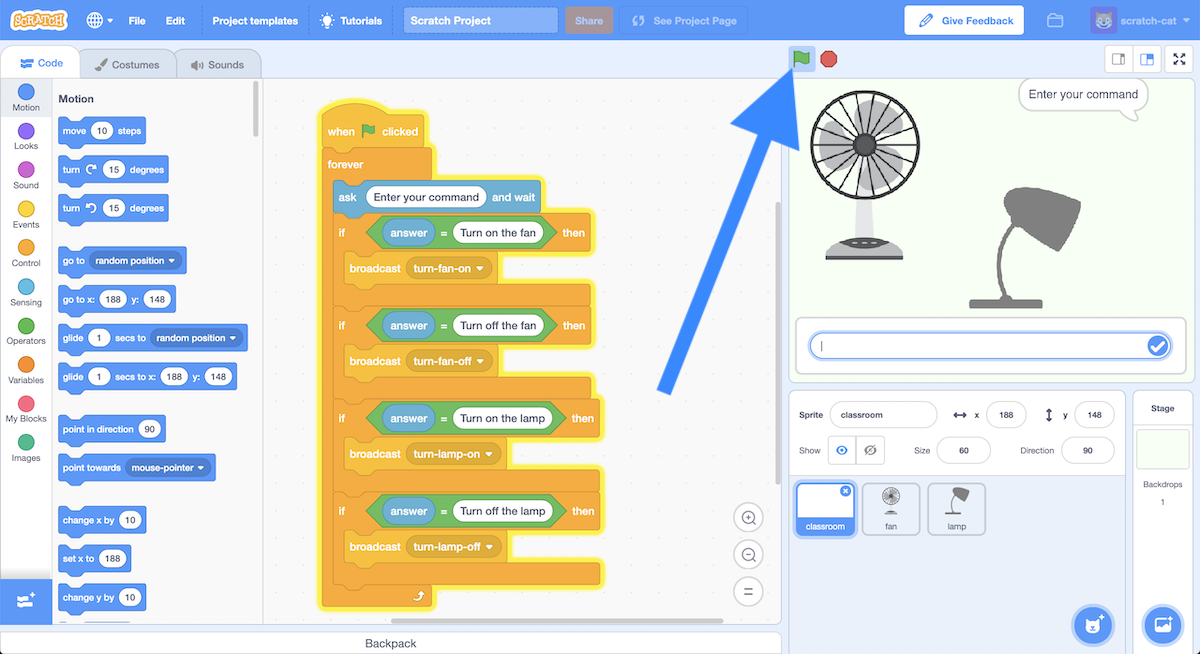 SCRATCH
File
Edit
Project templates
Tutorials
Scratch Project
Share
See Project Page
Give Feedback
scratch-cat
Code
Costumes
Sounds
Motion
Looks
Sound
Events
Control
Sensing
Operators
Variables
My Blocks
Images
Motion
move 10 steps
turn 15 degrees
turn 15 degrees
go to random position
go to x: 188 y: 148
glide 1 secs to random position
glide 1 secs to x: 188 y: 148
point in direction 90
point towards mouse-pointer
change x by 10
set x to 188
change y by 10
when clicked
forever
ask Enter your command and wait
if answer = Turn on the fan then
broadcast turn-fan-on
if answer = Turn off the fan then
broadcast turn-fan-off
if answer = Turn on the lamp then
broadcast turn-lamp-on
if answer = Turn off the lamp then
broadcast turn-lamp-off
Backpack
Enter your command
Sprite classroom x 188 y 148
Show Size 60 Direction 90
classroom
fan
lamp
Stage
Backdrops
1